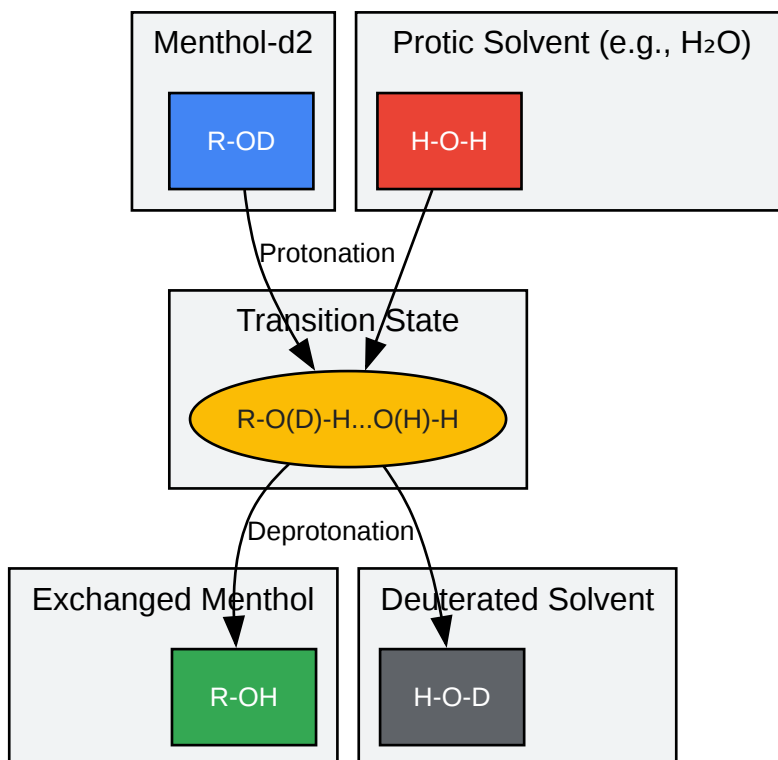 Menthol-d2
Protic Solvent (e.g., H₂O)
R-OD
H-O-H
Protonation
Transition State
R-O(D)-H...O(H)-H
Deprotonation
Exchanged Menthol
Deuterated Solvent
R-OH
H-O-D